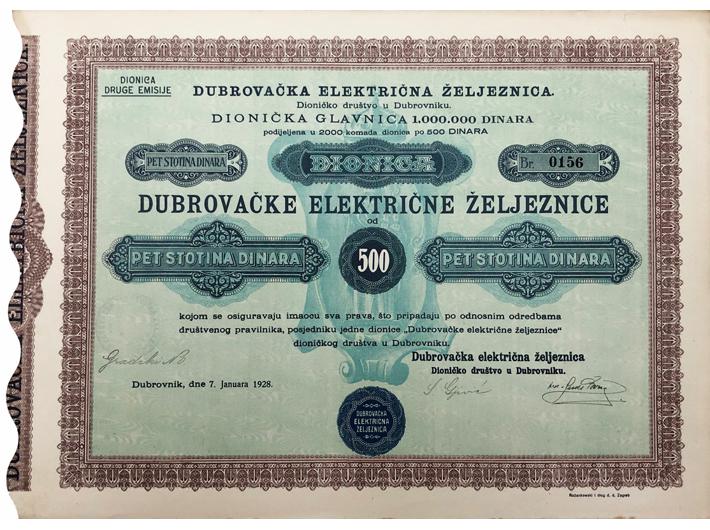 DIONICA
DRUGE EMISIJE
DUBROVAČKA ELEKTRIČNA ŽELJEZNICA.
Dioničko društvo u Dubrovniku.
DIONIČKA GLAVNICA 1.000.000 DINARA
podijeljena u 2000 komada dionica po 500 DINARA
PET STOTINA DINARA
DIONICA
Br. 0156
DUBROVAČKE ELEKTRIČNE ŽELJEZNICE
od
PET STOTINA DINARA
500
PET STOTINA DINARA
kojom se osiguravaju imaocu sva prava, što pripadaju po odnosnim odredbama
društvenog pravilnika, posjedniku jedne dionice „Dubrovačke električne željeznice“
dioničkog društva u Dubrovniku.
Dubrovačka električna željeznica
Dioničko društvo u Dubrovniku.
Dubrovnik, dne 7. Januara 1928.
DUBROVAČKA
ELEKTRIČNA
ŽELJEZNICA
Rožankowski i drug d. d. Zagreb